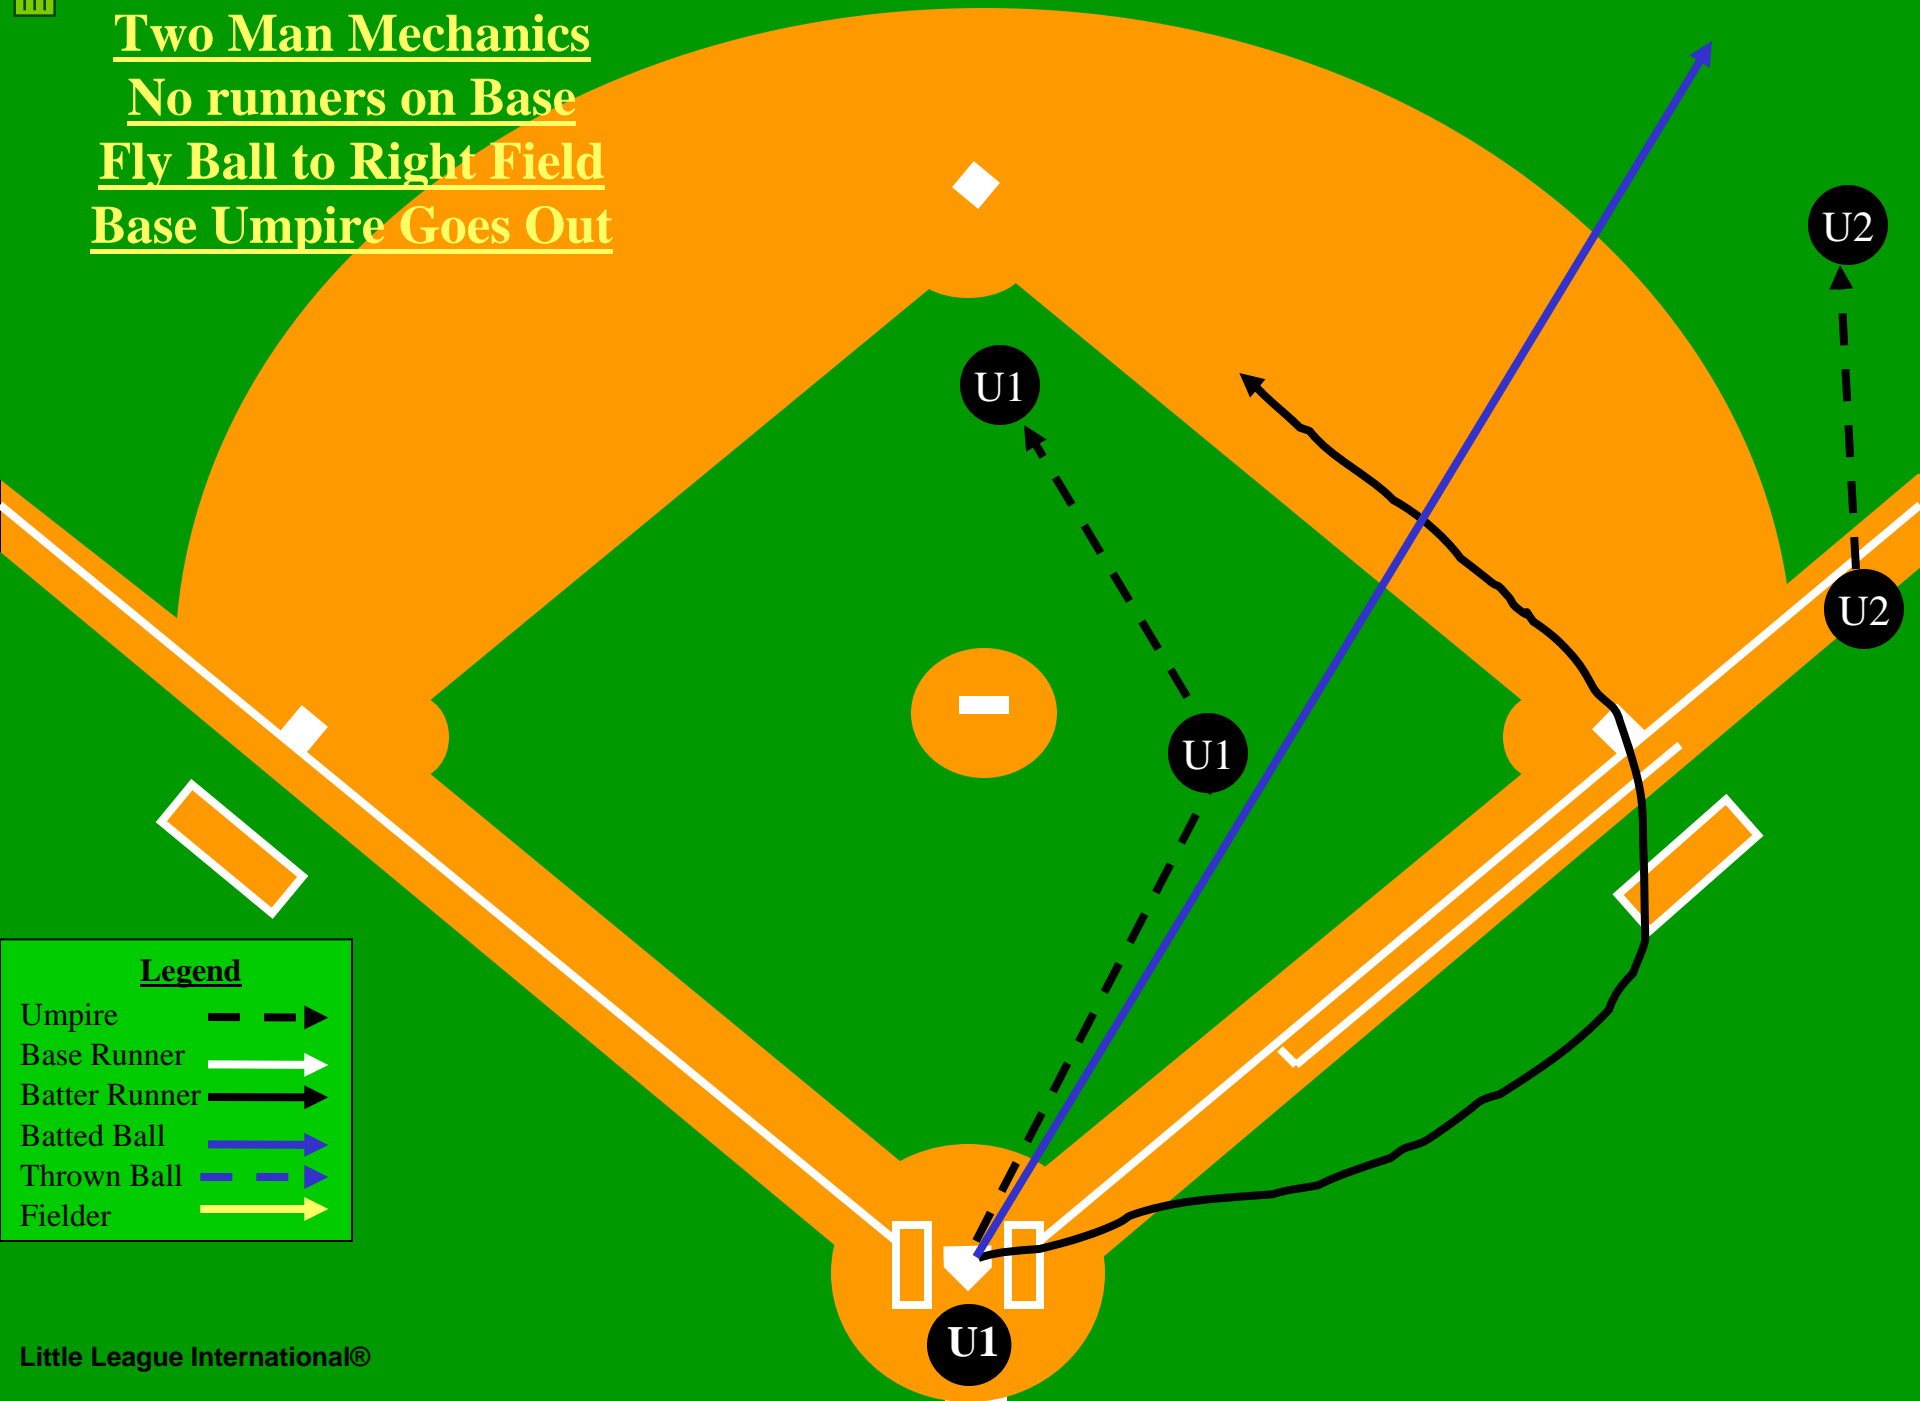 Two Man Mechanics
No runners on Base
Fly Ball to Right Field
Base Umpire Goes Out
U2
U1
U2
U1
Legend
Umpire
Base Runner
Batter Runner
Batted Ball
Thrown Ball
Fielder
U1
Little League International®